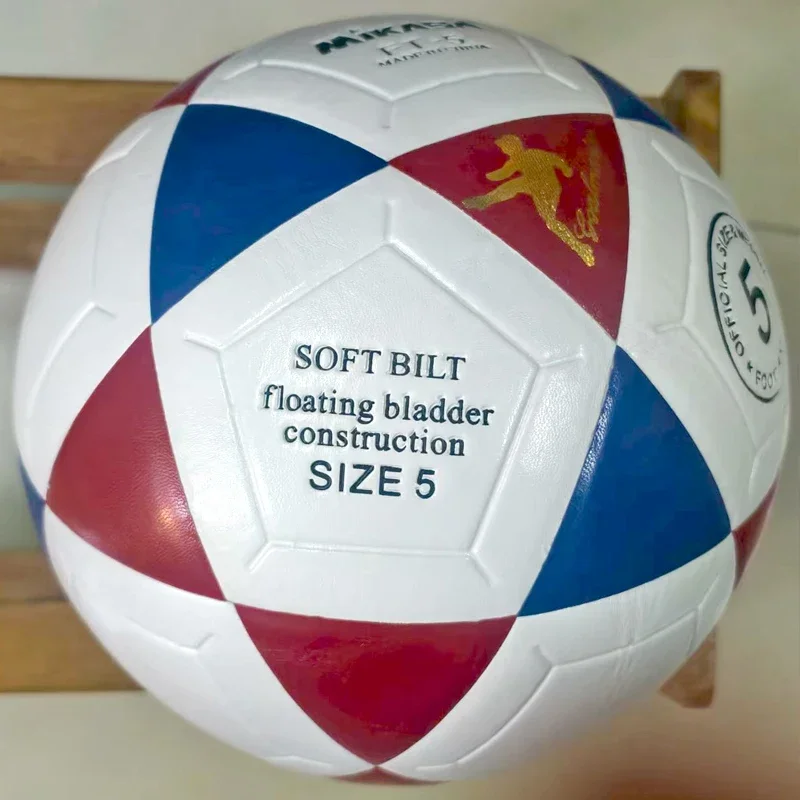 MIKASA
FT-5
SOFT BILT
floating bladder
construction
SIZE 5
OFFICIAL SIZE
5